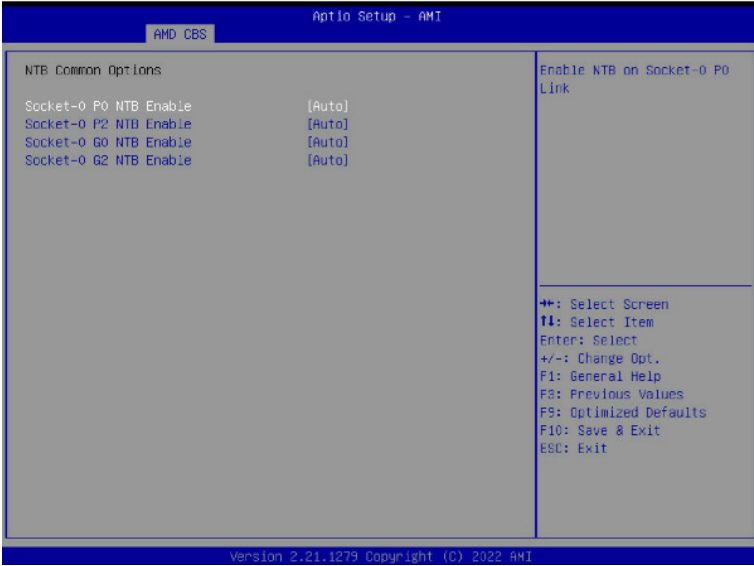 Aptio Setup - AMI
AMD CBS
NTB Common Options
Socket-0 P0 NTB Enable [Auto]
Socket-0 P2 NTB Enable [Auto]
Socket-0 G0 NTB Enable [Auto]
Socket-0 G2 NTB Enable [Auto]
Enable NTB on Socket-0 P0
Link
→←: Select Screen
↑↓: Select Item
Enter: Select
+/-: Change Opt.
F1: General Help
F3: Previous Values
F9: Optimized Defaults
F10: Save & Exit
ESC: Exit
Version 2.21.1279 Copyright (C) 2022 AMI